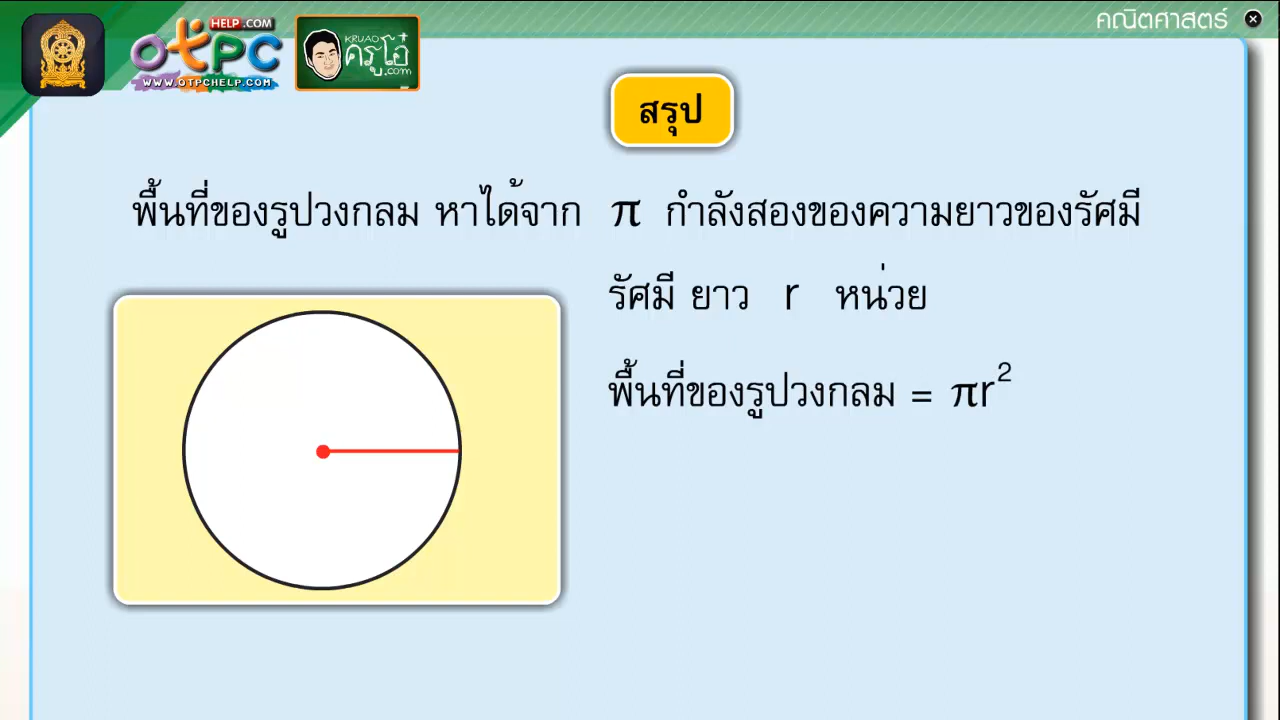 คณิตศาสตร์
HELP.COM
OTPC
WWW.OTPCHELP.COM
KRUAO
ครูโอ๋
.com
สรุป
พื้นที่ของรูปวงกลม หาได้จาก π กำลังสองของความยาวของรัศมี
รัศมี ยาว r หน่วย
พื้นที่ของรูปวงกลม = πr²